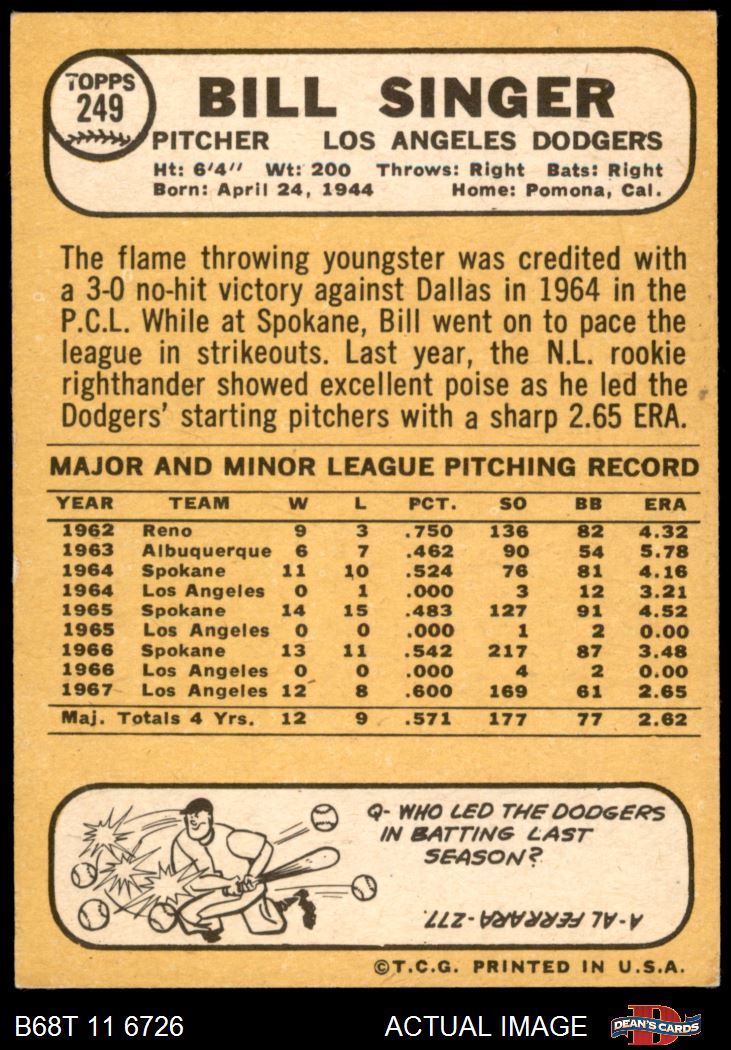 TOPPS
249
BILL SINGER
PITCHER LOS ANGELES DODGERS
Ht: 6'4" Wt: 200 Throws: Right Bats: Right
Born: April 24, 1944 Home: Pomona, Cal.
The flame throwing youngster was credited with
a 3-0 no-hit victory against Dallas in 1964 in the
P.C.L. While at Spokane, Bill went on to pace the
league in strikeouts. Last year, the N.L. rookie
righthander showed excellent poise as he led the
Dodgers' starting pitchers with a sharp 2.65 ERA.
MAJOR AND MINOR LEAGUE PITCHING RECORD
YEAR TEAM W L PCT. SO BB ERA
1962 Reno 9 3 .750 136 82 4.32
1963 Albuquerque 6 7 .462 90 54 5.78
1964 Spokane 11 10 .524 76 81 4.16
1964 Los Angeles 0 1 .000 3 12 3.21
1965 Spokane 14 15 .483 127 91 4.52
1965 Los Angeles 0 0 .000 1 2 0.00
1966 Spokane 13 11 .542 217 87 3.48
1966 Los Angeles 0 0 .000 4 2 0.00
1967 Los Angeles 12 8 .600 169 61 2.65
Maj. Totals 4 Yrs. 12 9 .571 177 77 2.62
Q- WHO LED THE DODGERS
IN BATTING LAST
SEASON?
A- AL FERRARA-.277
©T.C.G. PRINTED IN U.S.A.
B68T 11 6726 ACTUAL IMAGE
D
DEAN'S CARDS